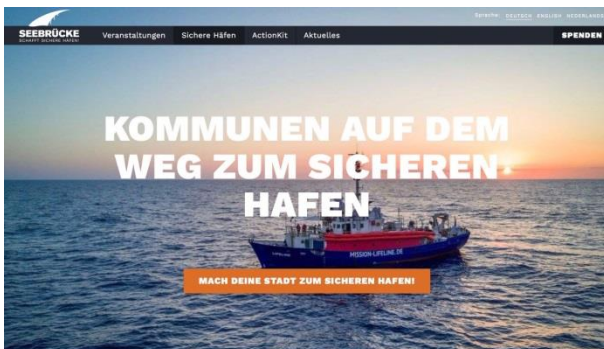 Sprache: DEUTSCH ENGLISH NEDERLANDS
SEEBRÜCKE
SCHAFFT SICHERE HÄFEN
Veranstaltungen Sichere Häfen ActionKit Aktuelles
SPENDEN
KOMMUNEN AUF DEM
WEG ZUM SICHEREN
HAFEN
LIFELINE
MISSION-LIFELINE.DE
MACH DEINE STADT ZUM SICHEREN HAFEN!